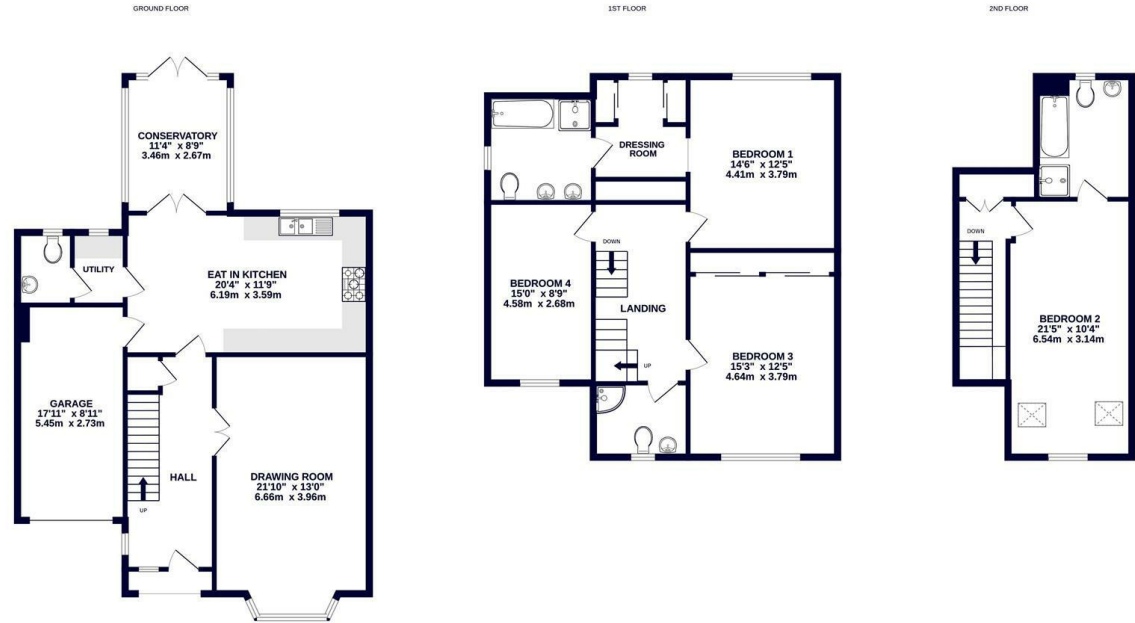 GROUND FLOOR
CONSERVATORY
11'4" x 8'9"
3.46m x 2.67m
UTILITY
EAT IN KITCHEN
20'4" x 11'9"
6.19m x 3.59m
GARAGE
17'11" x 8'11"
5.45m x 2.73m
HALL
UP
DRAWING ROOM
21'10" x 13'0"
6.66m x 3.96m
1ST FLOOR
DRESSING
ROOM
BEDROOM 1
14'6" x 12'5"
4.41m x 3.79m
DOWN
BEDROOM 4
15'0" x 8'9"
4.58m x 2.68m
LANDING
UP
BEDROOM 3
15'3" x 12'5"
4.64m x 3.79m
2ND FLOOR
DOWN
BEDROOM 2
21'5" x 10'4"
6.54m x 3.14m